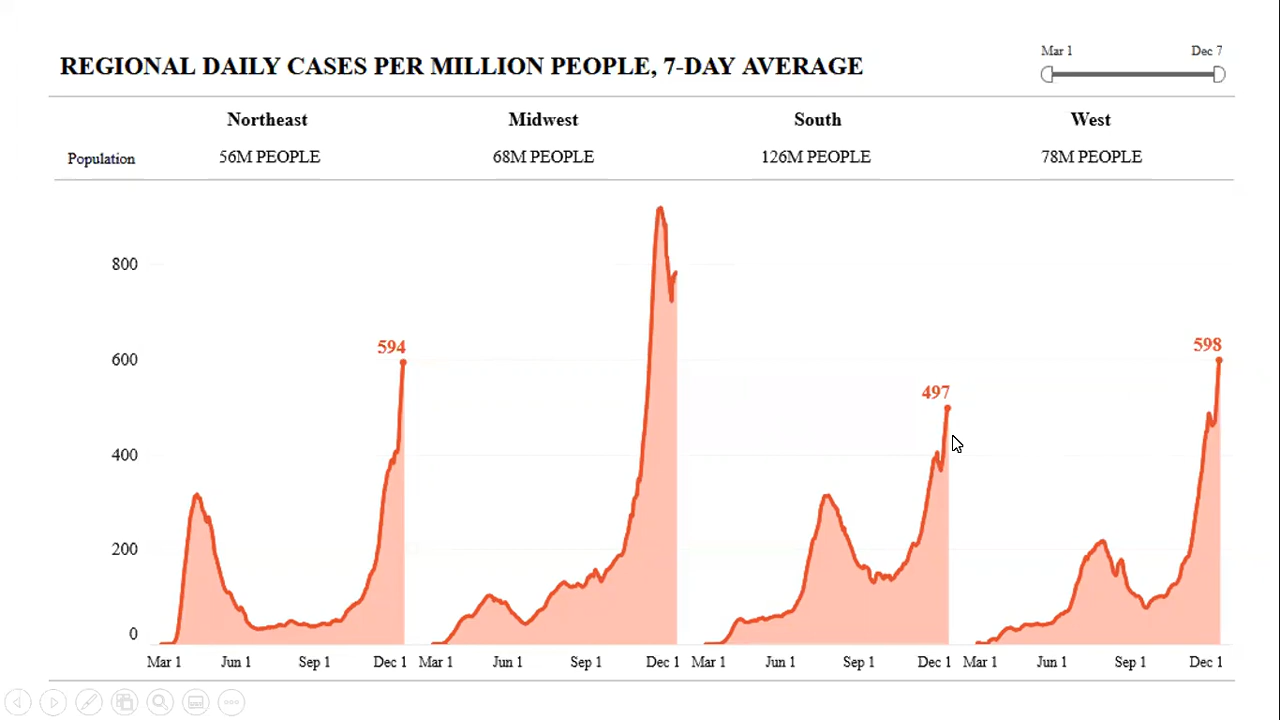 Mar 1 Dec 7
REGIONAL DAILY CASES PER MILLION PEOPLE, 7-DAY AVERAGE
Northeast Midwest South West
Population 56M PEOPLE 68M PEOPLE 126M PEOPLE 78M PEOPLE
800
600
400
200
0
594
497
598
Mar 1 Jun 1 Sep 1 Dec 1 Mar 1 Jun 1 Sep 1 Dec 1 Mar 1 Jun 1 Sep 1 Dec 1 Mar 1 Jun 1 Sep 1 Dec 1